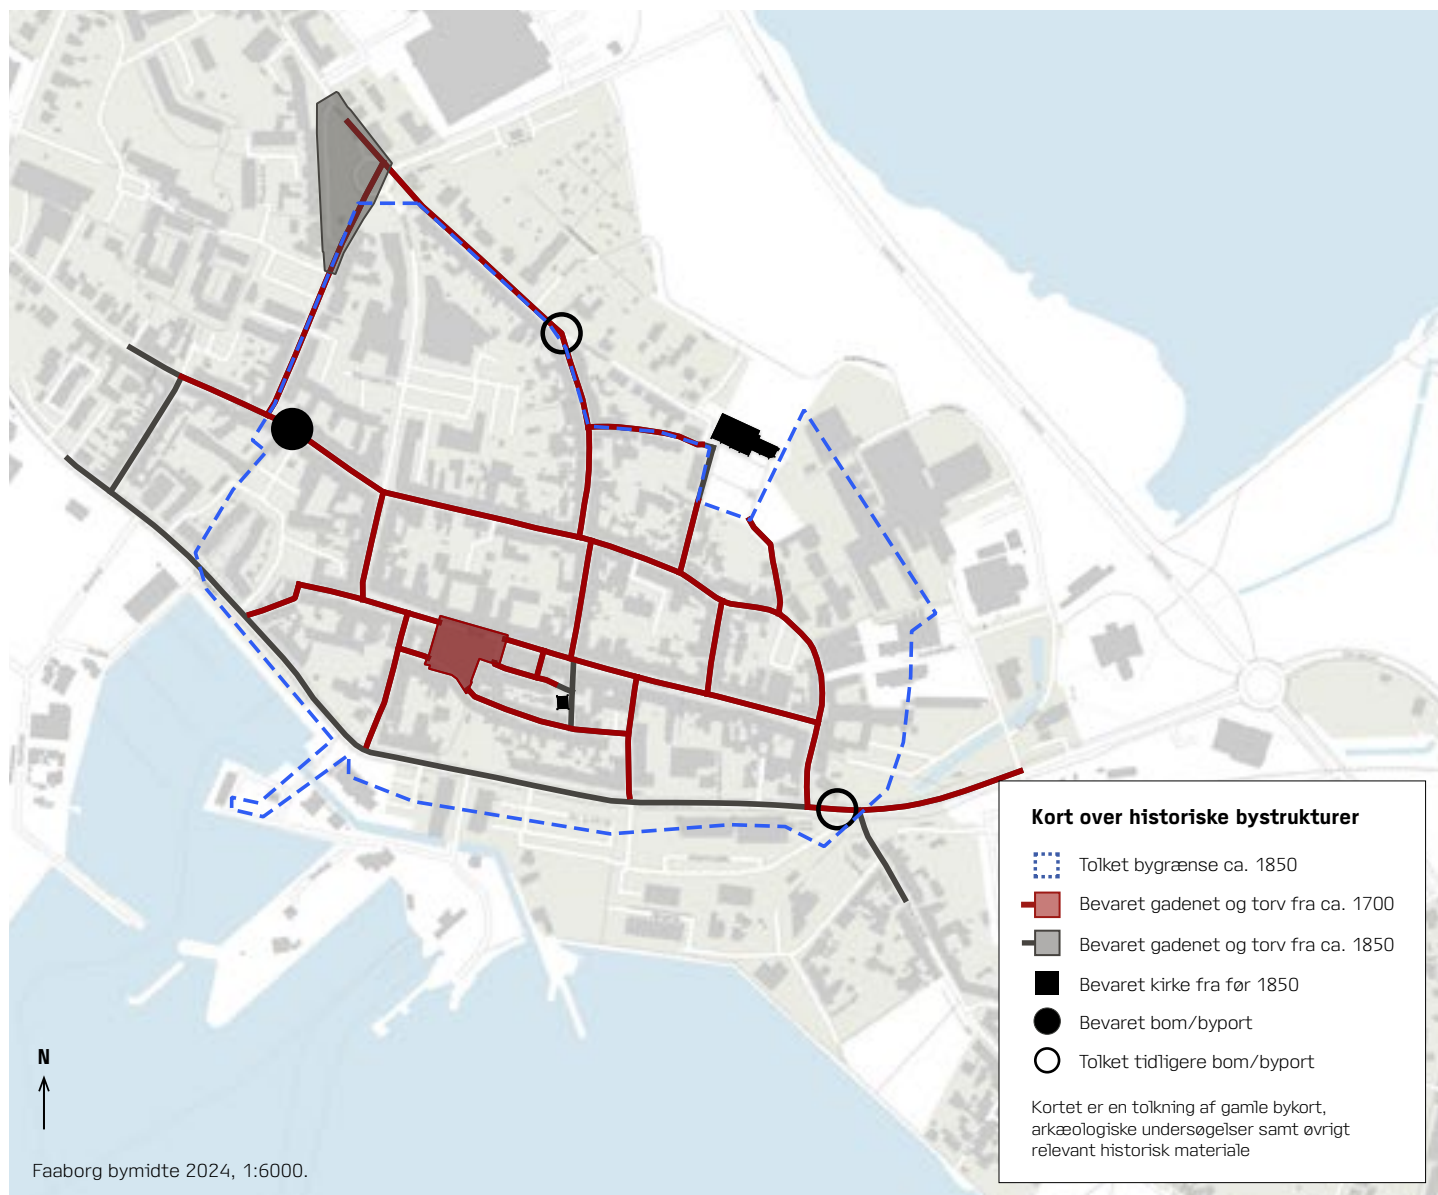 Kort over historiske bystrukturer
Tolket bygrænse ca. 1850
Bevaret gadenet og torv fra ca. 1700
Bevaret gadenet og torv fra ca. 1850
Bevaret kirke fra før 1850
Bevaret bom/byport
Tolket tidligere bom/byport
Kortet er en tolkning af gamle bykort,
arkæologiske undersøgelser samt øvrigt
relevant historisk materiale
N
Faaborg bymidte 2024, 1:6000.